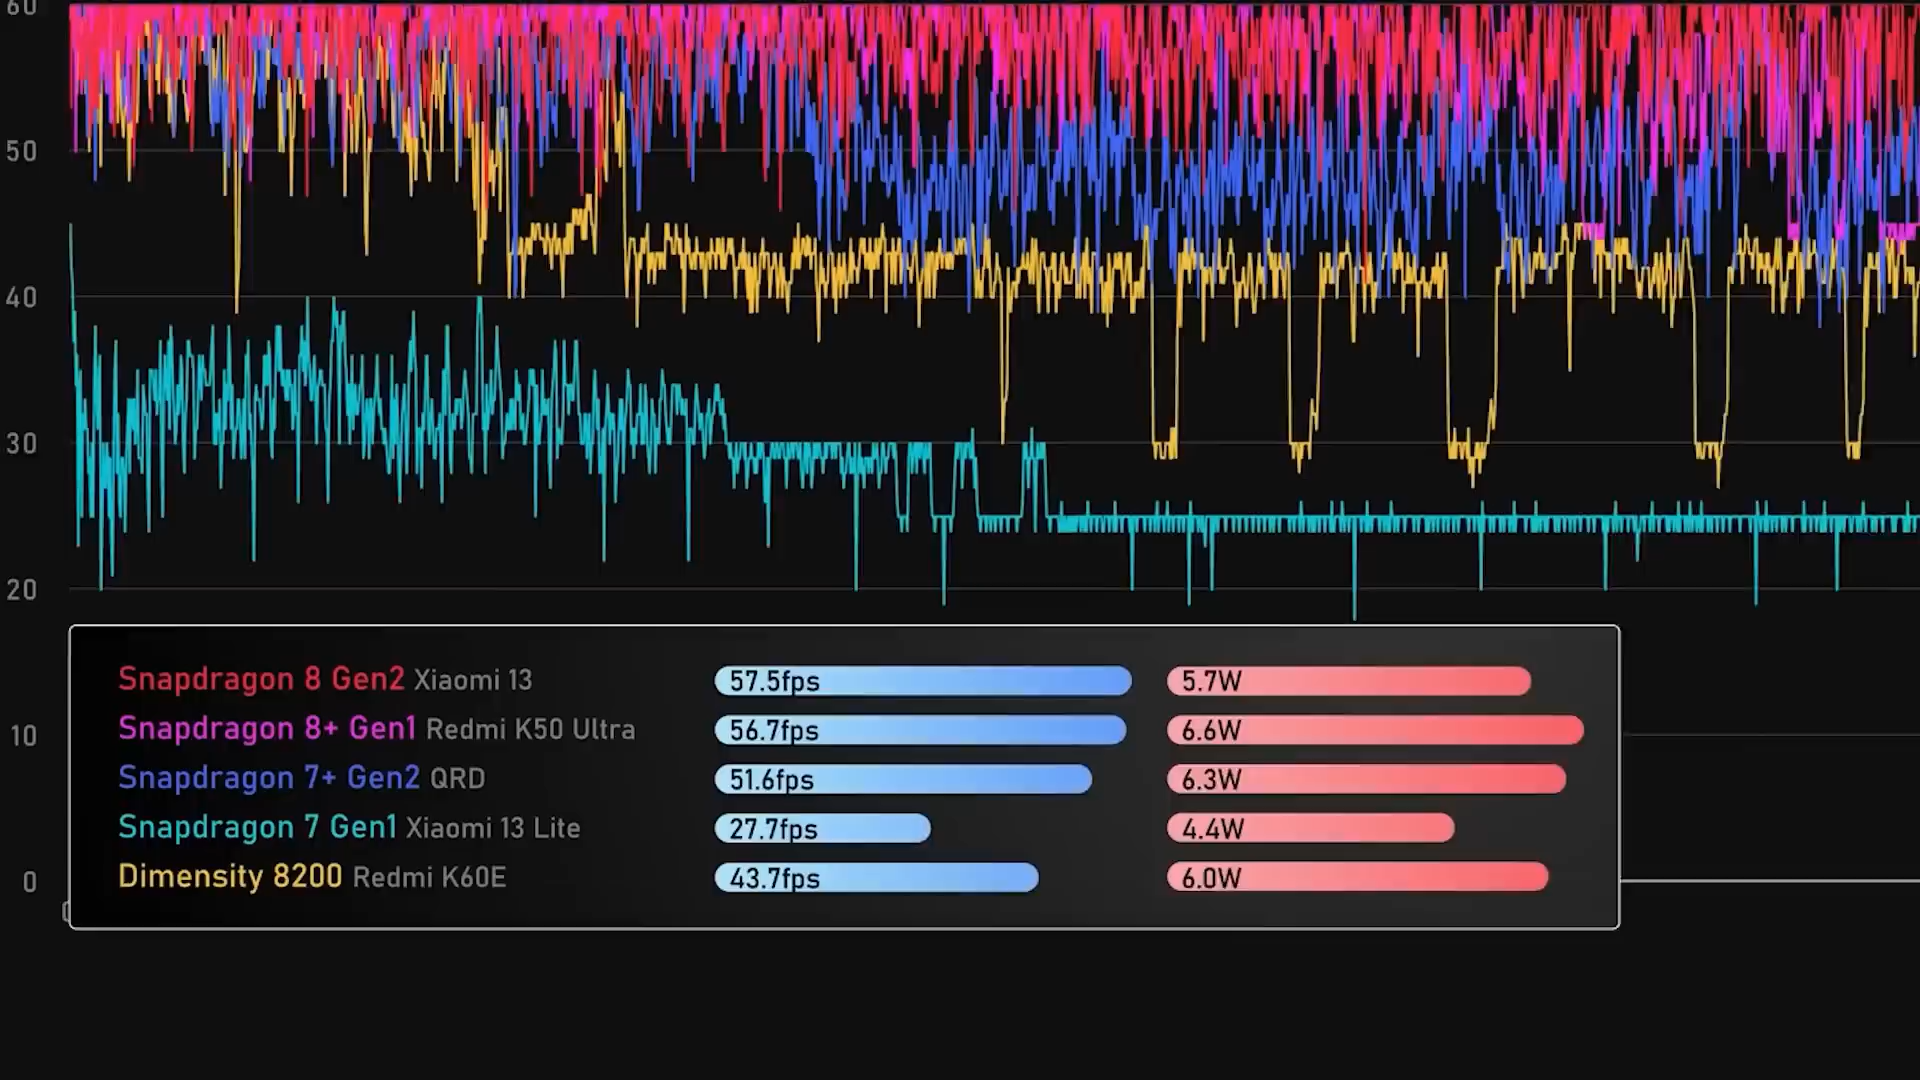 60
50
40
30
20
10
0
Snapdragon 8 Gen2 Xiaomi 13 57.5fps 5.7W
Snapdragon 8+ Gen1 Redmi K50 Ultra 56.7fps 6.6W
Snapdragon 7+ Gen2 QRD 51.6fps 6.3W
Snapdragon 7 Gen1 Xiaomi 13 Lite 27.7fps 4.4W
Dimensity 8200 Redmi K60E 43.7fps 6.0W